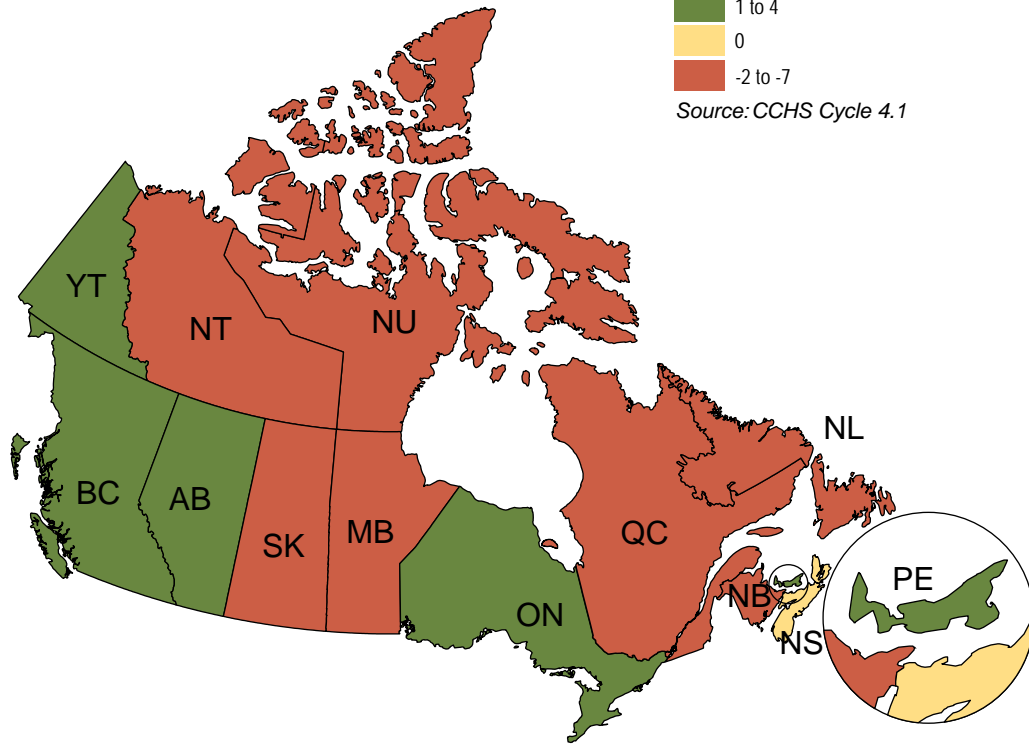 1 to 4
0
-2 to -7
Source: CCHS Cycle 4.1
YT
NT
NU
NL
BC
AB
SK
MB
QC
PE
ON
NB
NS